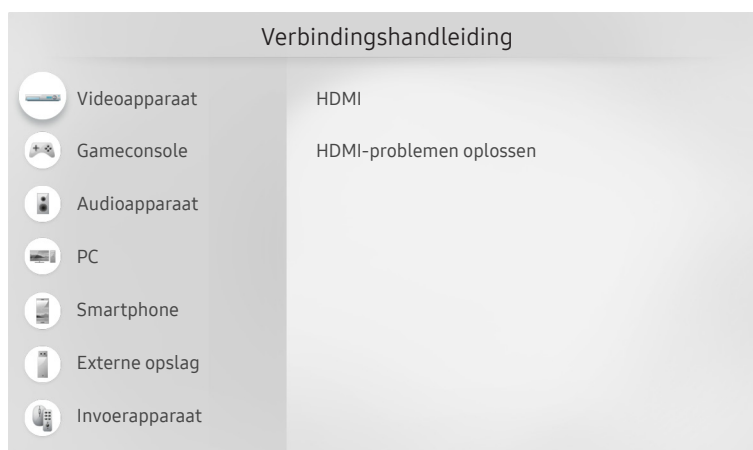 Verbindingshandleiding
Videoapparaat
HDMI
Gameconsole
HDMI-problemen oplossen
Audioapparaat
PC
Smartphone
Externe opslag
Invoerapparaat